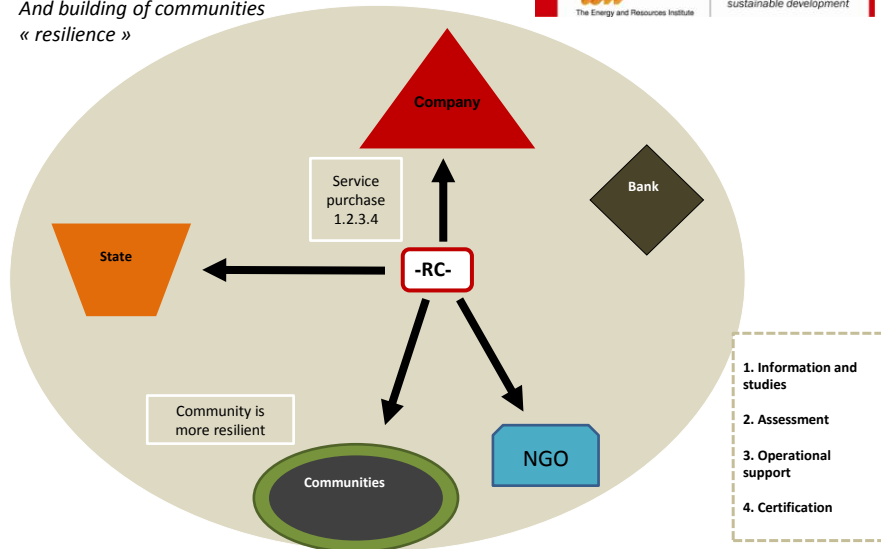 And building of communities
« resilience »
The Energy and Resources Institute
sustainable development
Company
Service
purchase
1.2.3.4
Bank
State
-RC-
1. Information and
studies
2. Assessment
3. Operational
support
4. Certification
Community is
more resilient
NGO
Communities